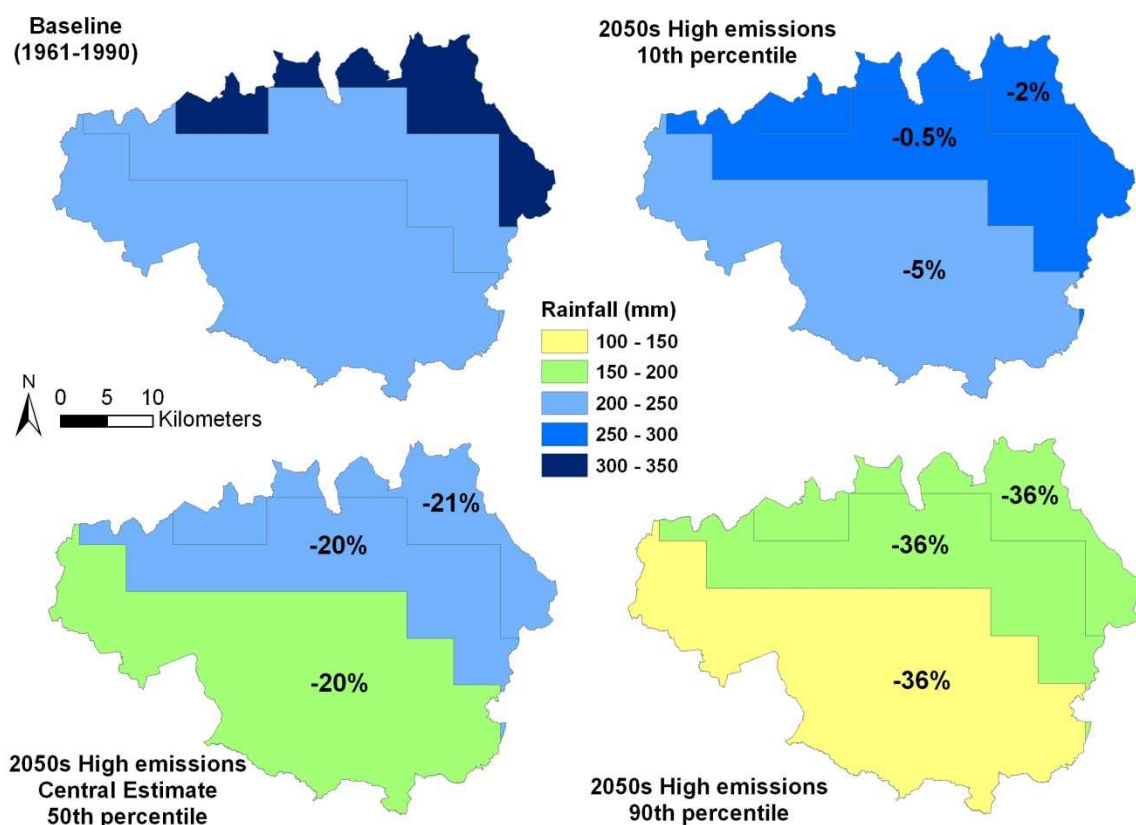 Baseline
(1961-1990)
2050s High emissions
10th percentile
-2%
-0.5%
-5%
Rainfall (mm)
100 - 150
150 - 200
200 - 250
250 - 300
300 - 350
N
0 5 10
Kilometers
-21%
-20%
-20%
2050s High emissions
Central Estimate
50th percentile
-36%
-36%
-36%
2050s High emissions
90th percentile